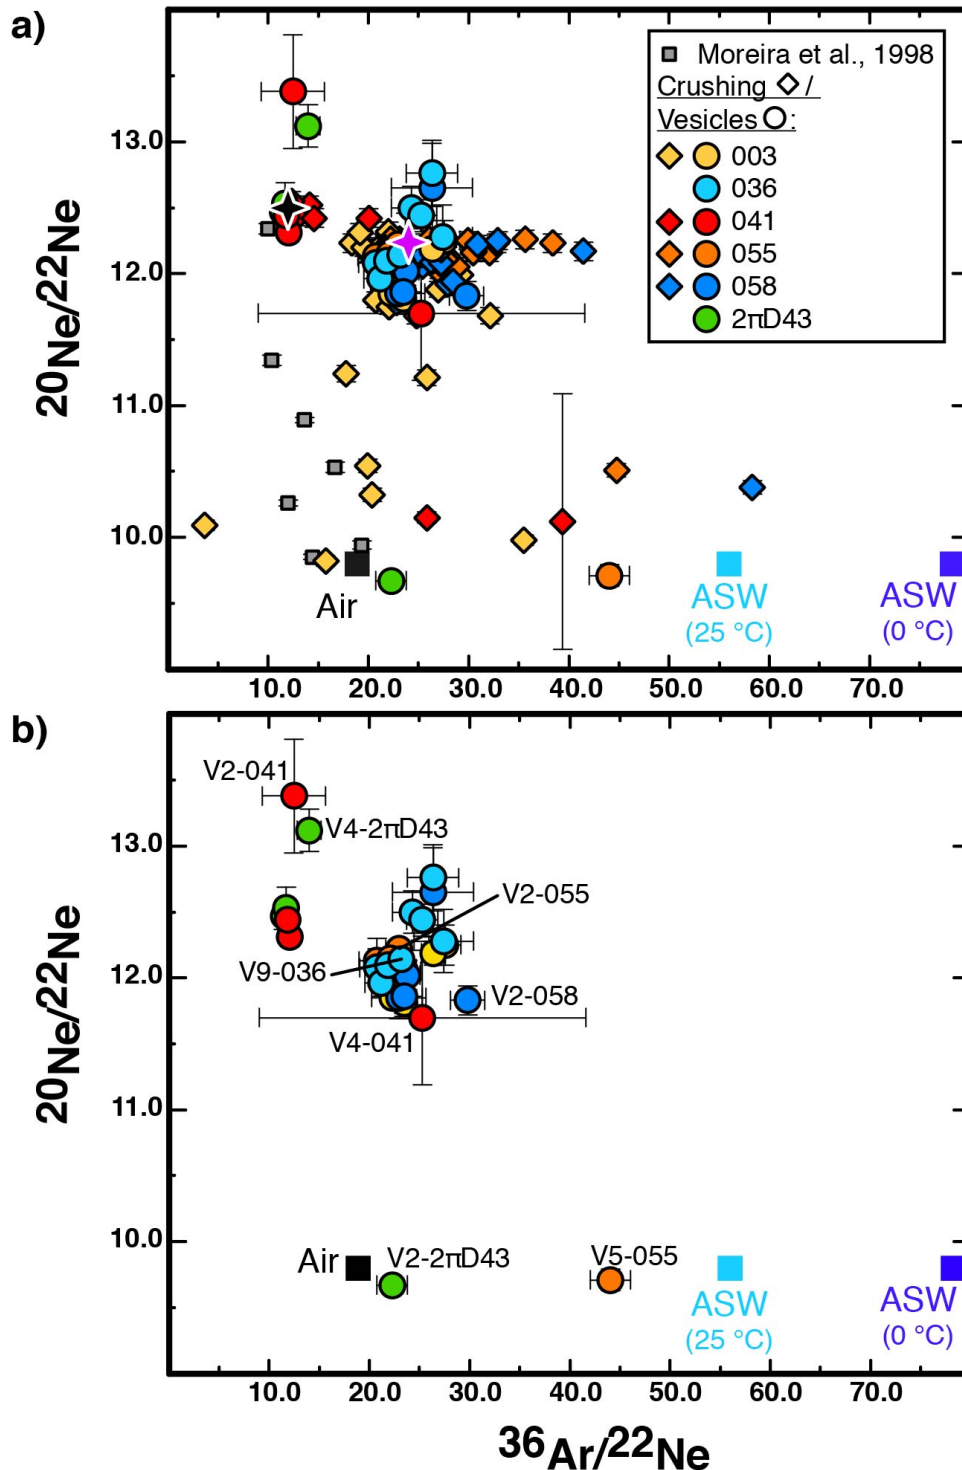 a)
Moreira et al., 1998
Crushing ◇ /
Vesicles ○ :
003
036
041
055
058
2πD43
13.0
12.0
11.0
10.0
20Ne/22Ne
Air
ASW
(25 °C)
ASW
(0 °C)
10.0 20.0 30.0 40.0 50.0 60.0 70.0
b)
V2-041
V4-2πD43
V2-055
V9-036
V2-058
V4-041
13.0
12.0
11.0
10.0
20Ne/22Ne
Air
V2-2πD43
V5-055
ASW
(25 °C)
ASW
(0 °C)
10.0 20.0 30.0 40.0 50.0 60.0 70.0
36Ar/22Ne